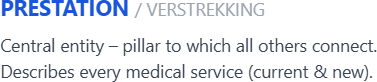 PRESTATION / VERSTREKKING
Central entity – pillar to which all others connect.
Describes every medical service (current & new).